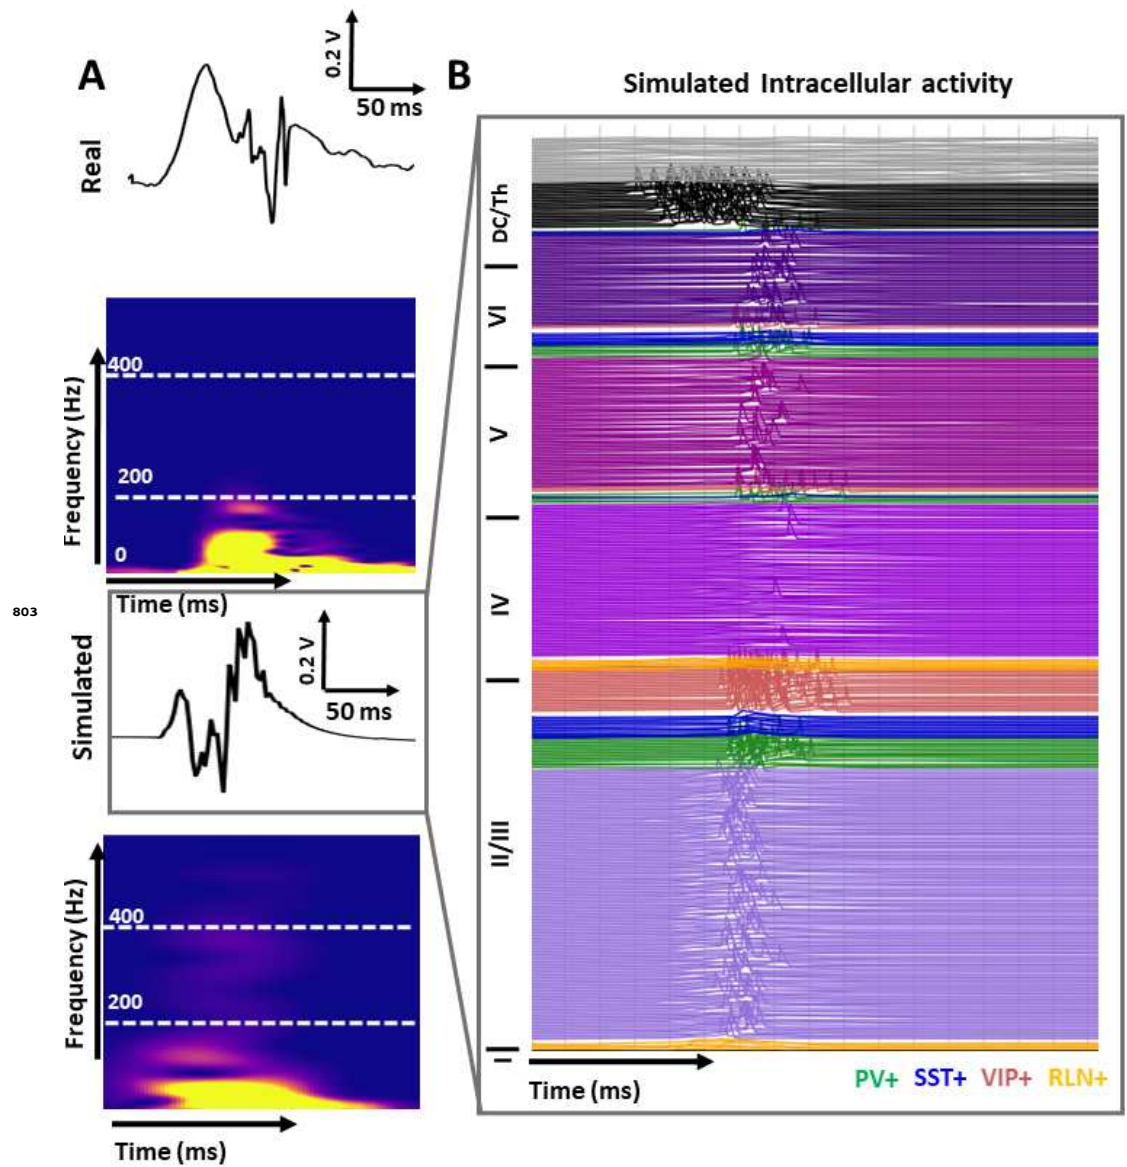 A
0.2 V
50 ms
Real
Frequency (Hz)
400
200
0
Time (ms)
803
Simulated
0.2 V
50 ms
Frequency (Hz)
400
200
Time (ms)
B
Simulated Intracellular activity
DC/Th
VI
V
IV
II/III
I
Time (ms)
PV+ SST+ VIP+ RLN+